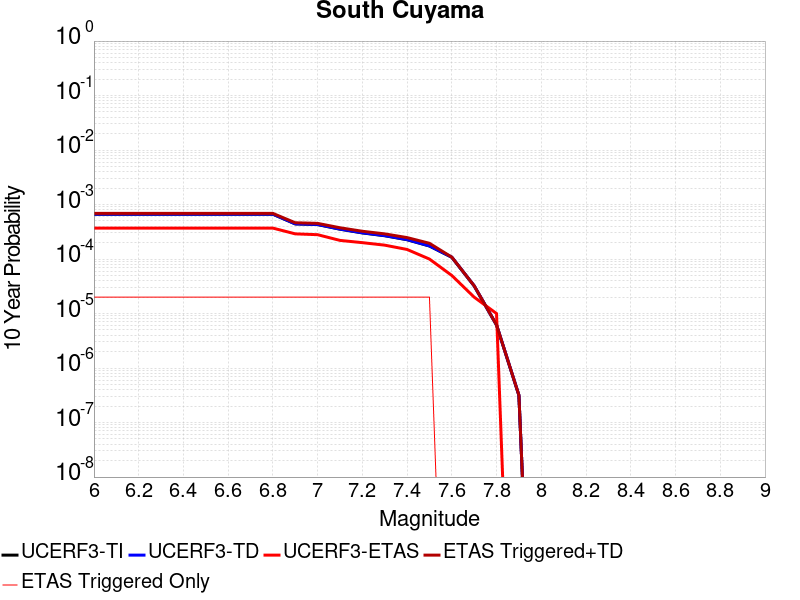 South Cuyama
10^0
10^-1
10^-2
10^-3
10^-4
10^-5
10^-6
10^-7
10^-8
10 Year Probability
6 6.2 6.4 6.6 6.8 7 7.2 7.4 7.6 7.8 8 8.2 8.4 8.6 8.8 9
Magnitude
UCERF3-TI UCERF3-TD UCERF3-ETAS ETAS Triggered+TD
ETAS Triggered Only